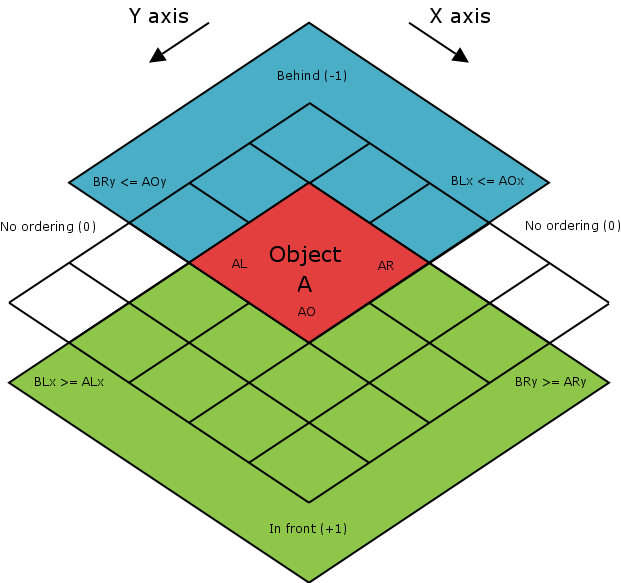 Y axis
X axis
Behind (-1)
BRy <= AOy
BLx <= AOx
No ordering (0)
No ordering (0)
Object
A
AL
AR
AO
BLx >= ALx
BRy >= ARy
In front (+1)